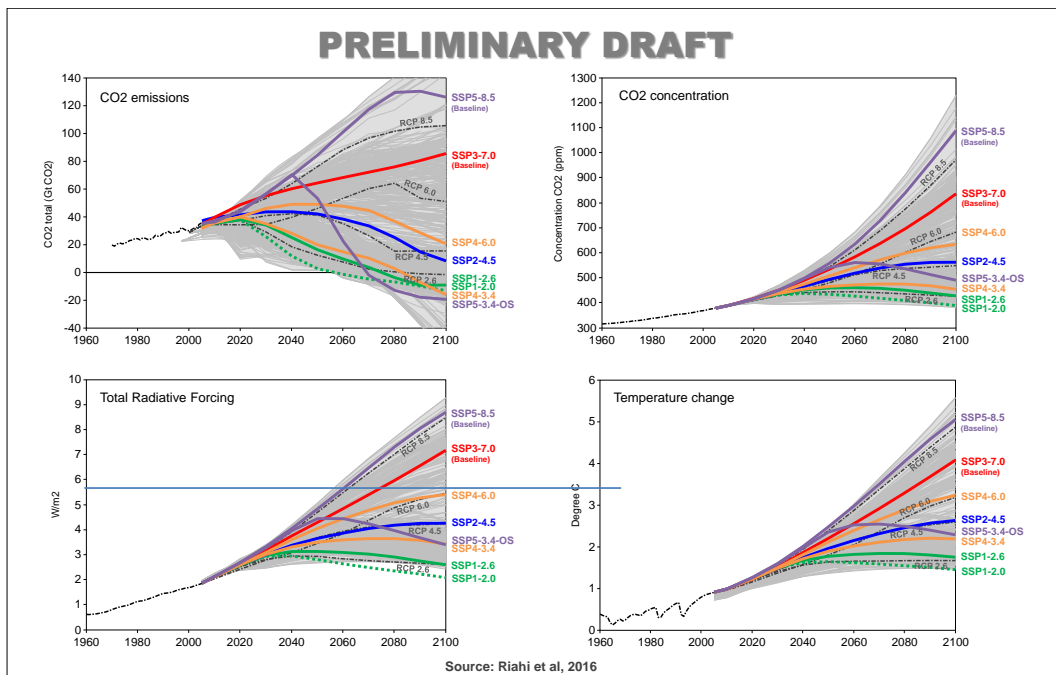 PRELIMINARY DRAFT
CO2 emissions
CO2 total (Gt CO2)
140
120
100
80
60
40
20
0
-20
-40
1960 1980 2000 2020 2040 2060 2080 2100
RCP 8.5
RCP 6.0
RCP 4.5
RCP 2.6
SSP5-8.5
(Baseline)
SSP3-7.0
(Baseline)
SSP4-6.0
SSP2-4.5
SSP1-2.6
SSP1-2.0
SSP4-3.4
SSP5-3.4-OS
CO2 concentration
Concentration CO2 (ppm)
1300
1200
1100
1000
900
800
700
600
500
400
300
1960 1980 2000 2020 2040 2060 2080 2100
RCP 8.5
RCP 6.0
RCP 4.5
RCP 2.6
SSP5-8.5
(Baseline)
SSP3-7.0
(Baseline)
SSP4-6.0
SSP2-4.5
SSP5-3.4-OS
SSP4-3.4
SSP1-2.6
SSP1-2.0
Total Radiative Forcing
W/m2
10
9
8
7
6
5
4
3
2
1
0
1960 1980 2000 2020 2040 2060 2080 2100
RCP 8.5
RCP 6.0
RCP 4.5
RCP 2.6
SSP5-8.5
(Baseline)
SSP3-7.0
(Baseline)
SSP4-6.0
SSP2-4.5
SSP5-3.4-OS
SSP4-3.4
SSP1-2.6
SSP1-2.0
Temperature change
Degree C
6
5
4
3
2
1
0
1960 1980 2000 2020 2040 2060 2080 2100
RCP 8.5
RCP 6.0
RCP 4.5
RCP 2.6
SSP5-8.5
(Baseline)
SSP3-7.0
(Baseline)
SSP4-6.0
SSP2-4.5
SSP5-3.4-OS
SSP4-3.4
SSP1-2.6
SSP1-2.0
Source: Riahi et al, 2016